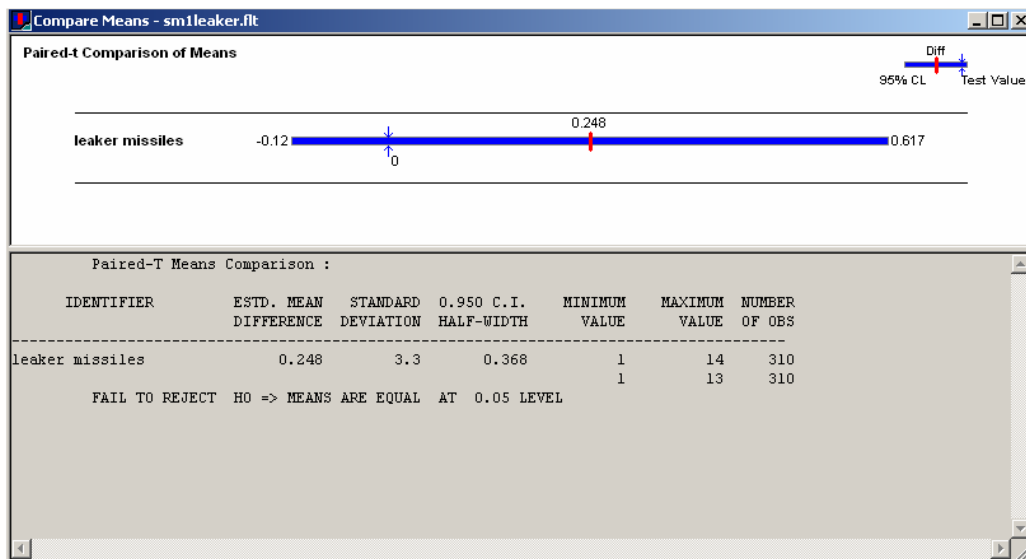 Compare Means - sm1leaker.flt
Paired-t Comparison of Means
Diff
95% CL Test Value
0.248
leaker missiles -0.12 0.617
0
Paired-T Means Comparison :
IDENTIFIER ESTD. MEAN STANDARD 0.950 C.I. MINIMUM MAXIMUM NUMBER
DIFFERENCE DEVIATION HALF-WIDTH VALUE VALUE OF OBS
leaker missiles 0.248 3.3 0.368 1 14 310
1 13 310
FAIL TO REJECT H0 => MEANS ARE EQUAL AT 0.05 LEVEL